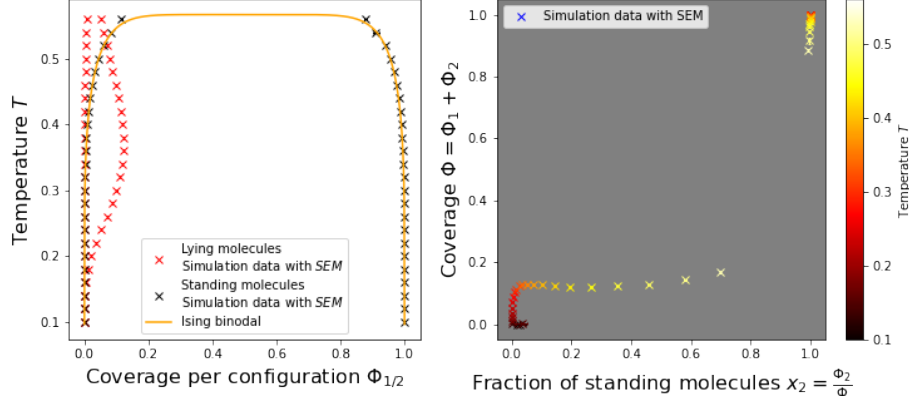 Temperature T
0.5
0.4
0.3
0.2
0.1
0.0
0.2
0.4
0.6
0.8
1.0
Coverage per configuration Φ1/2
Lying molecules
Simulation data with SEM
Standing molecules
Simulation data with SEM
Ising binodal
Coverage Φ = Φ1 + Φ2
1.0
0.8
0.6
0.4
0.2
0.0
0.0
0.2
0.4
0.6
0.8
1.0
Fraction of standing molecules x2 = Φ2/Φ
Simulation data with SEM
0.5
0.4
0.3
0.2
0.1
Temperature T